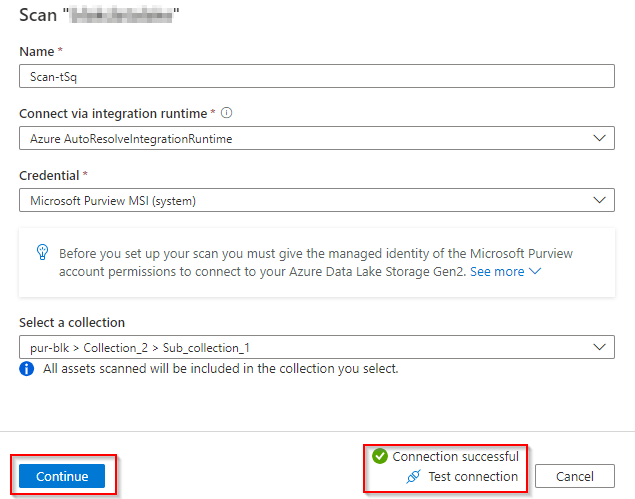 Scan "
"
Name *
Scan-tSq
Connect via integration runtime *
Azure AutoResolveIntegrationRuntime
Credential *
Microsoft Purview MSI (system)
Before you set up your scan you must give the managed identity of the Microsoft Purview
account permissions to connect to your Azure Data Lake Storage Gen2. See more
Select a collection
pur-blk > Collection_2 > Sub_collection_1
All assets scanned will be included in the collection you select.
Connection successful
Continue
Test connection
Cancel